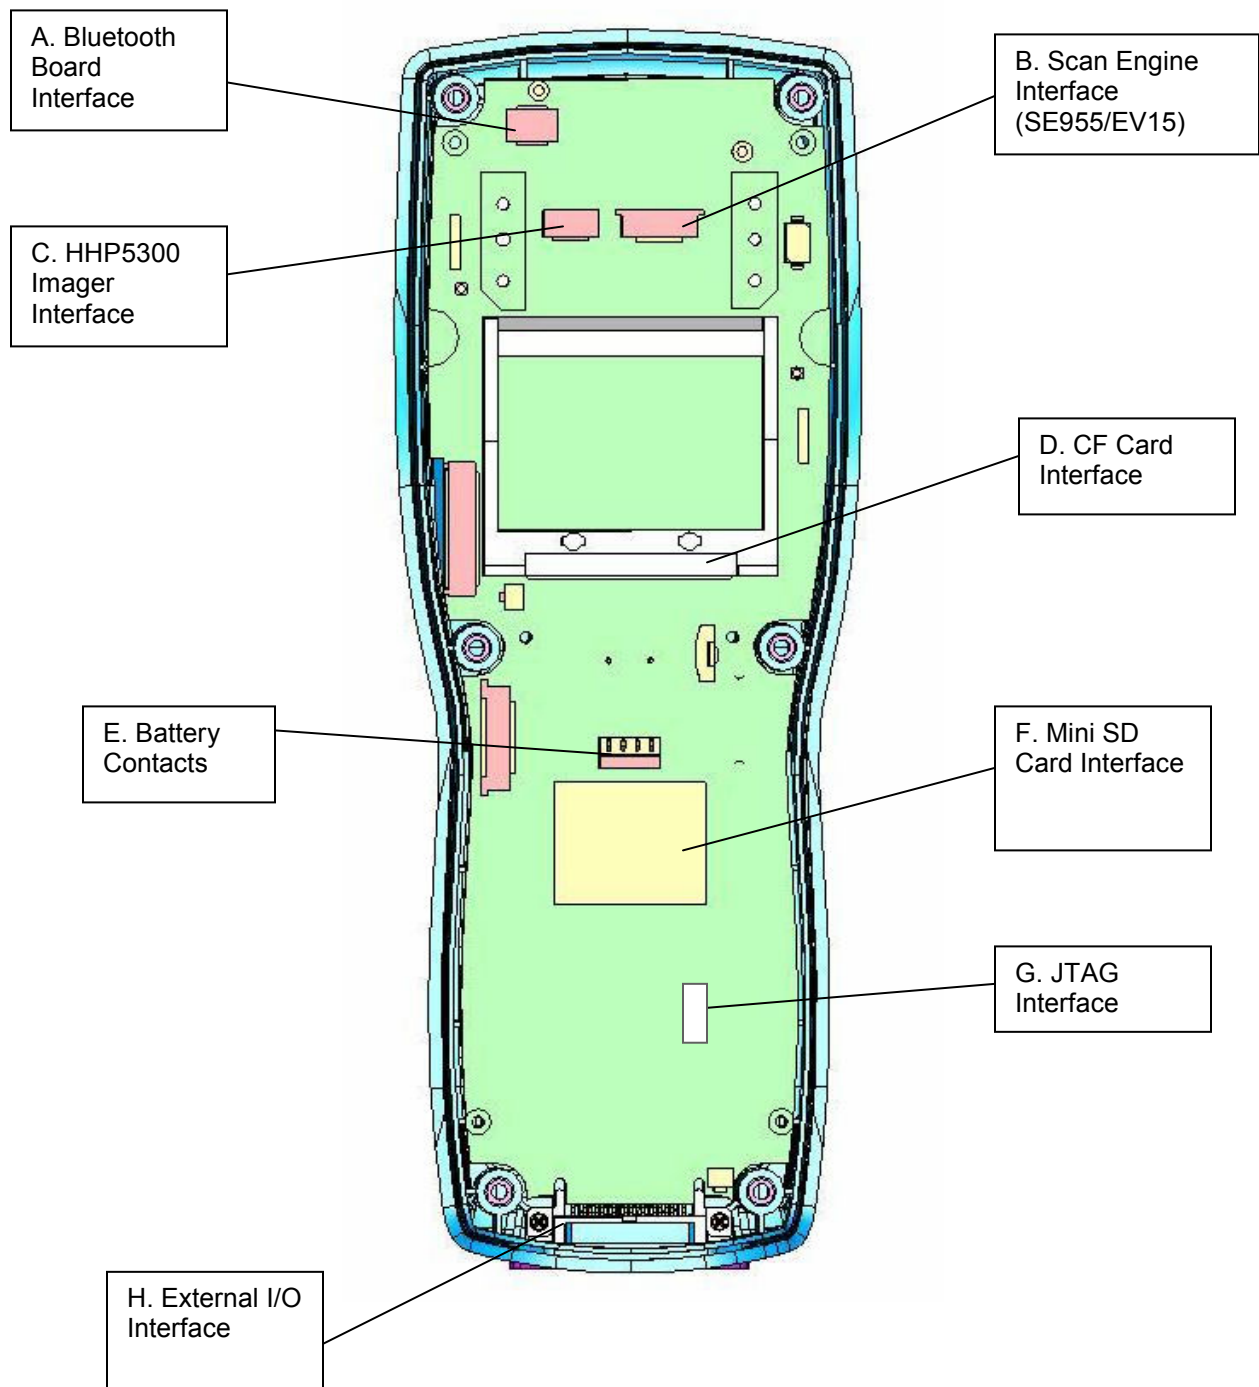 A. Bluetooth
Board
Interface
B. Scan Engine
Interface
(SE955/EV15)
C. HHP5300
Imager
Interface
D. CF Card
Interface
E. Battery
Contacts
F. Mini SD
Card Interface
G. JTAG
Interface
H. External I/O
Interface